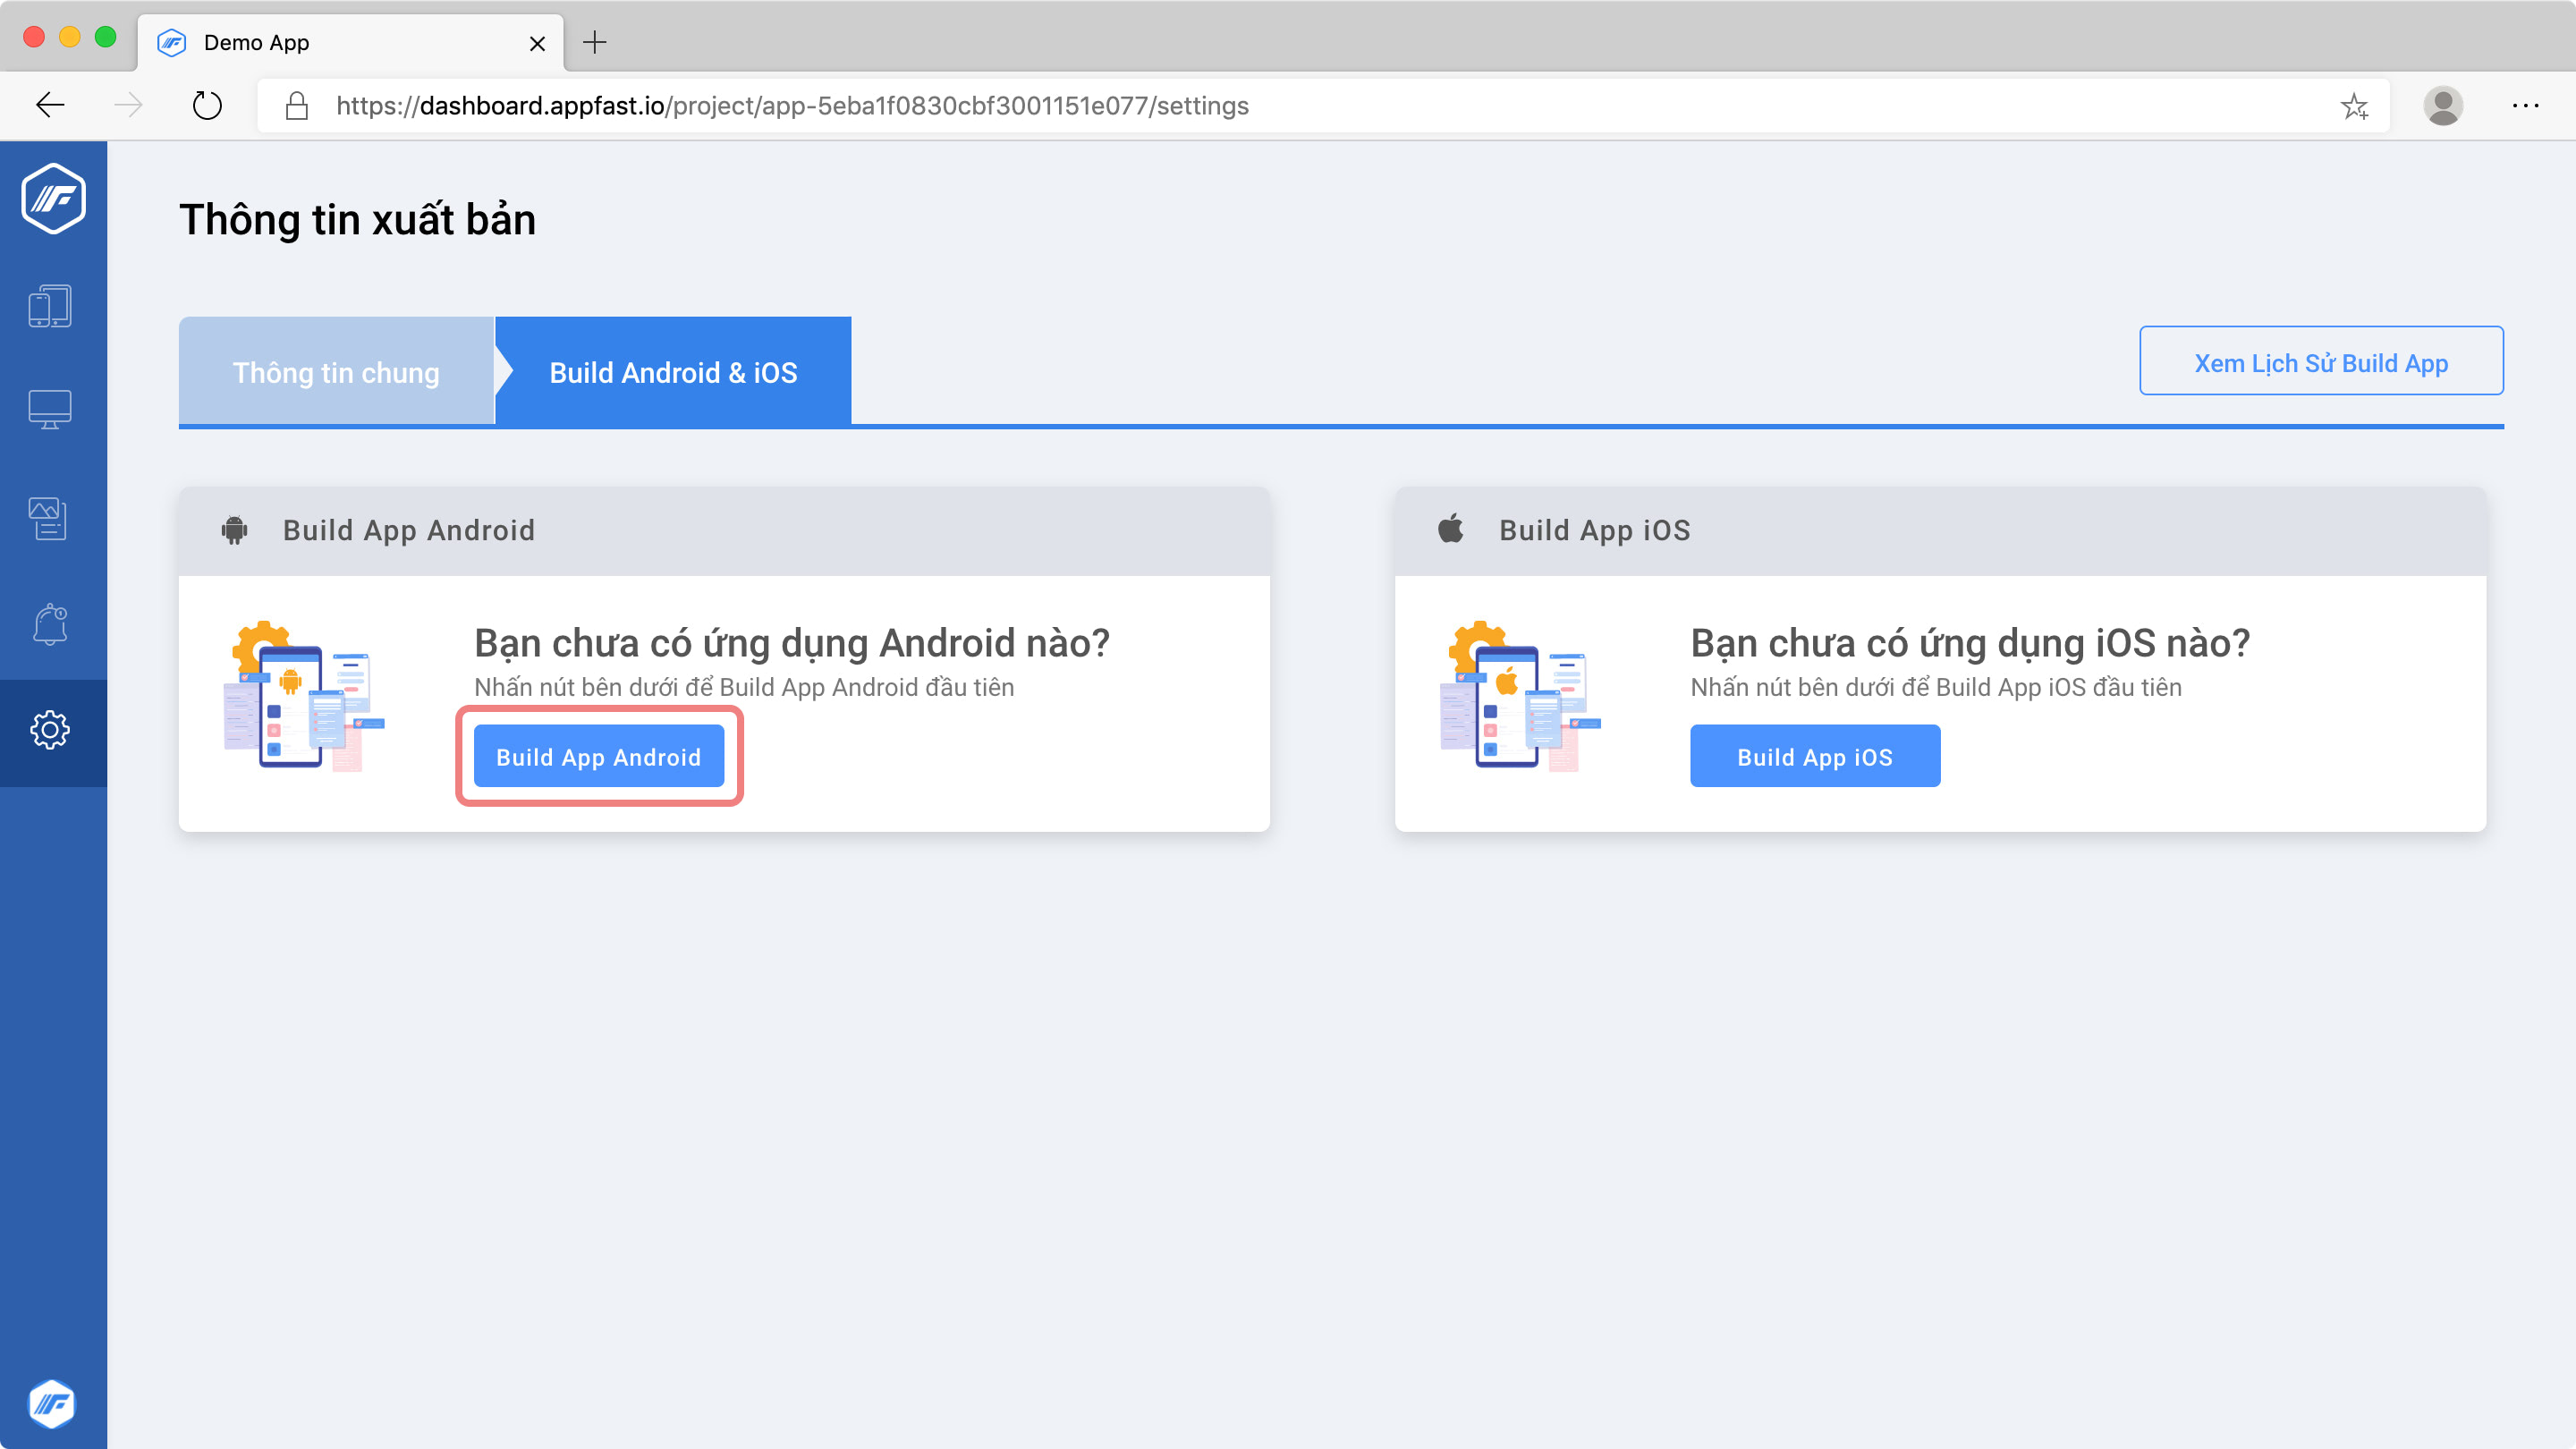 Demo App
https://dashboard.appfast.io/project/app-5eba1f0830cbf3001151e077/settings
Thông tin xuất bản
Thông tin chung
Build Android & iOS
Xem Lịch Sử Build App
Build App Android
Bạn chưa có ứng dụng Android nào?
Nhấn nút bên dưới để Build App Android đầu tiên
Build App Android
Build App iOS
Bạn chưa có ứng dụng iOS nào?
Nhấn nút bên dưới để Build App iOS đầu tiên
Build App iOS